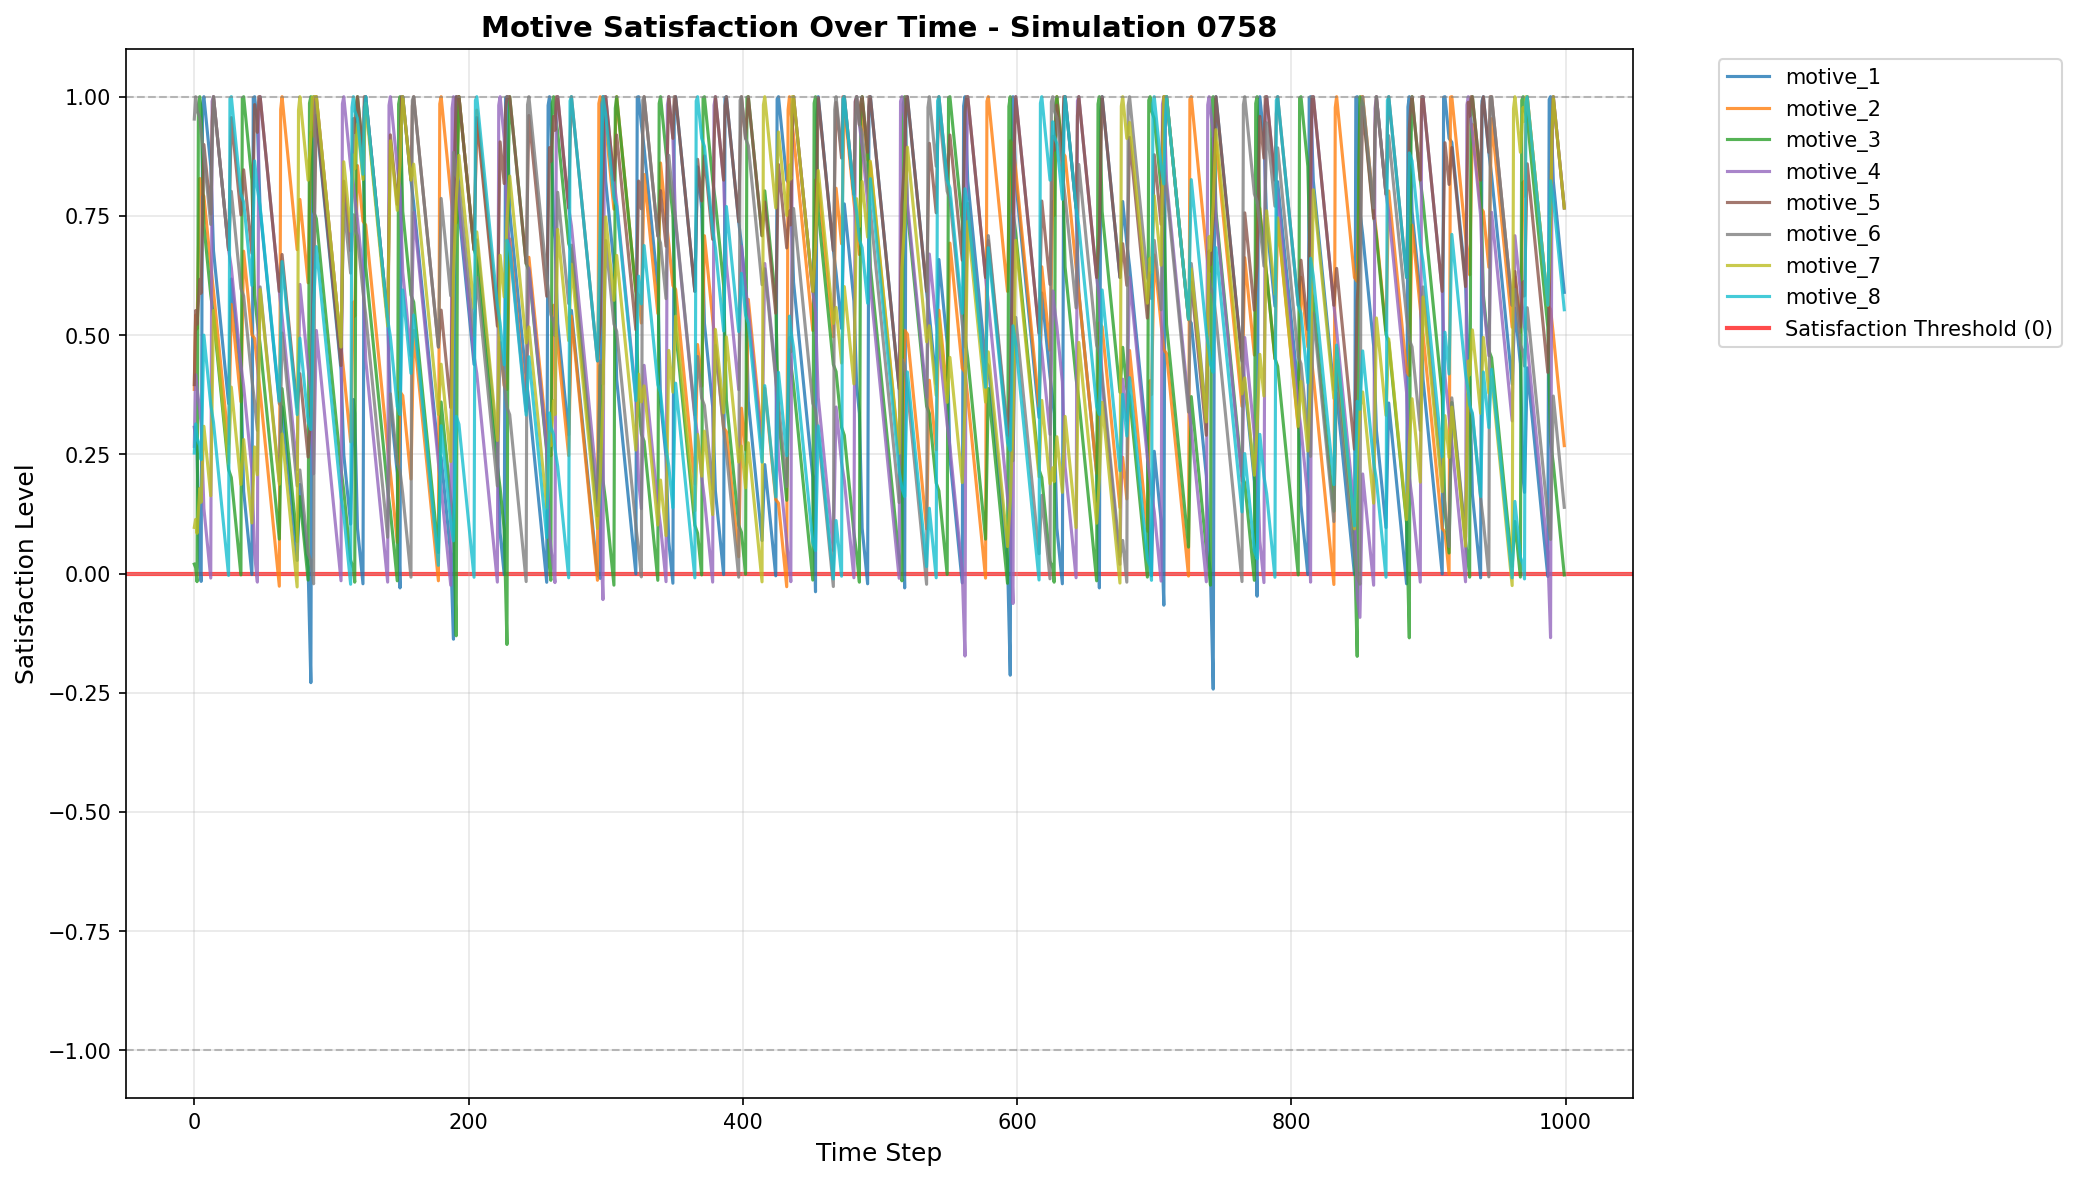 Motive Satisfaction Over Time - Simulation 0758
1.00
0.75
0.50
0.25
0.00
−0.25
−0.50
−0.75
−1.00
Satisfaction Level
0
200
400
600
800
1000
Time Step
motive_1
motive_2
motive_3
motive_4
motive_5
motive_6
motive_7
motive_8
Satisfaction Threshold (0)